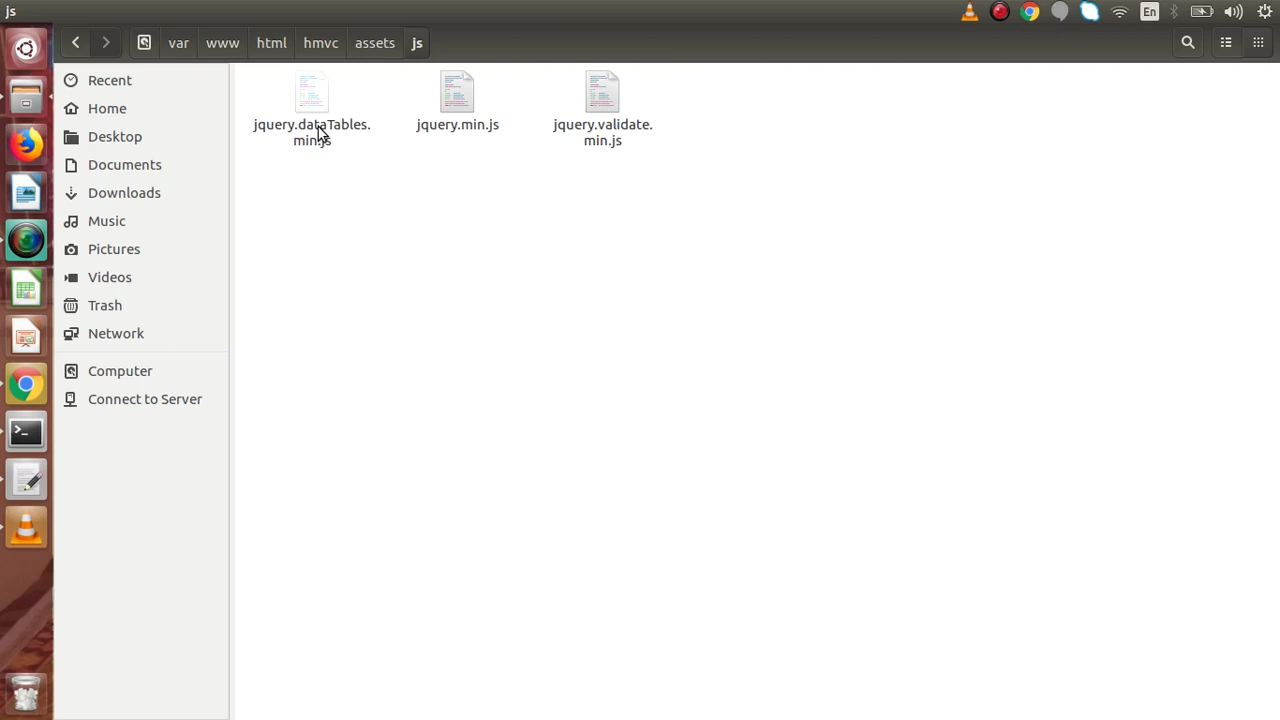 js
En
var
www
html
hmvc
assets
js
Recent
Home
Desktop
Documents
Downloads
Music
Pictures
Videos
Trash
Network
Computer
Connect to Server
jquery.dataTables.
min.js
jquery.min.js
jquery.validate.
min.js